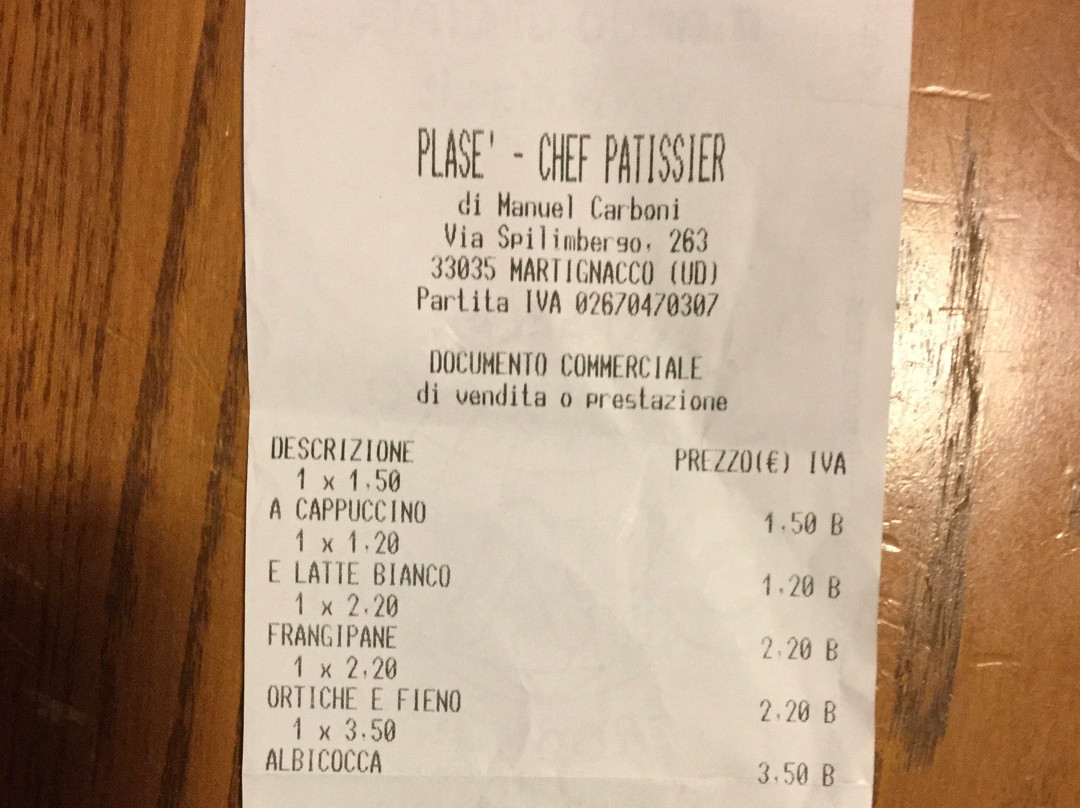 PLASE' - CHEF PATISSIER
di Manuel Carboni
Via Spilimbergo, 263
33035 MARTIGNACCO (UD)
Partita IVA 02670470307
DOCUMENTO COMMERCIALE
di vendita o prestazione
DESCRIZIONE PREZZO(€) IVA
1 x 1,50
A CAPPUCCINO 1,50 B
1 x 1,20
E LATTE BIANCO 1,20 B
1 x 2,20
FRANGIPANE 2,20 B
1 x 2,20
ORTICHE E FIENO 2,20 B
1 x 3,50
ALBICOCCA 3,50 B